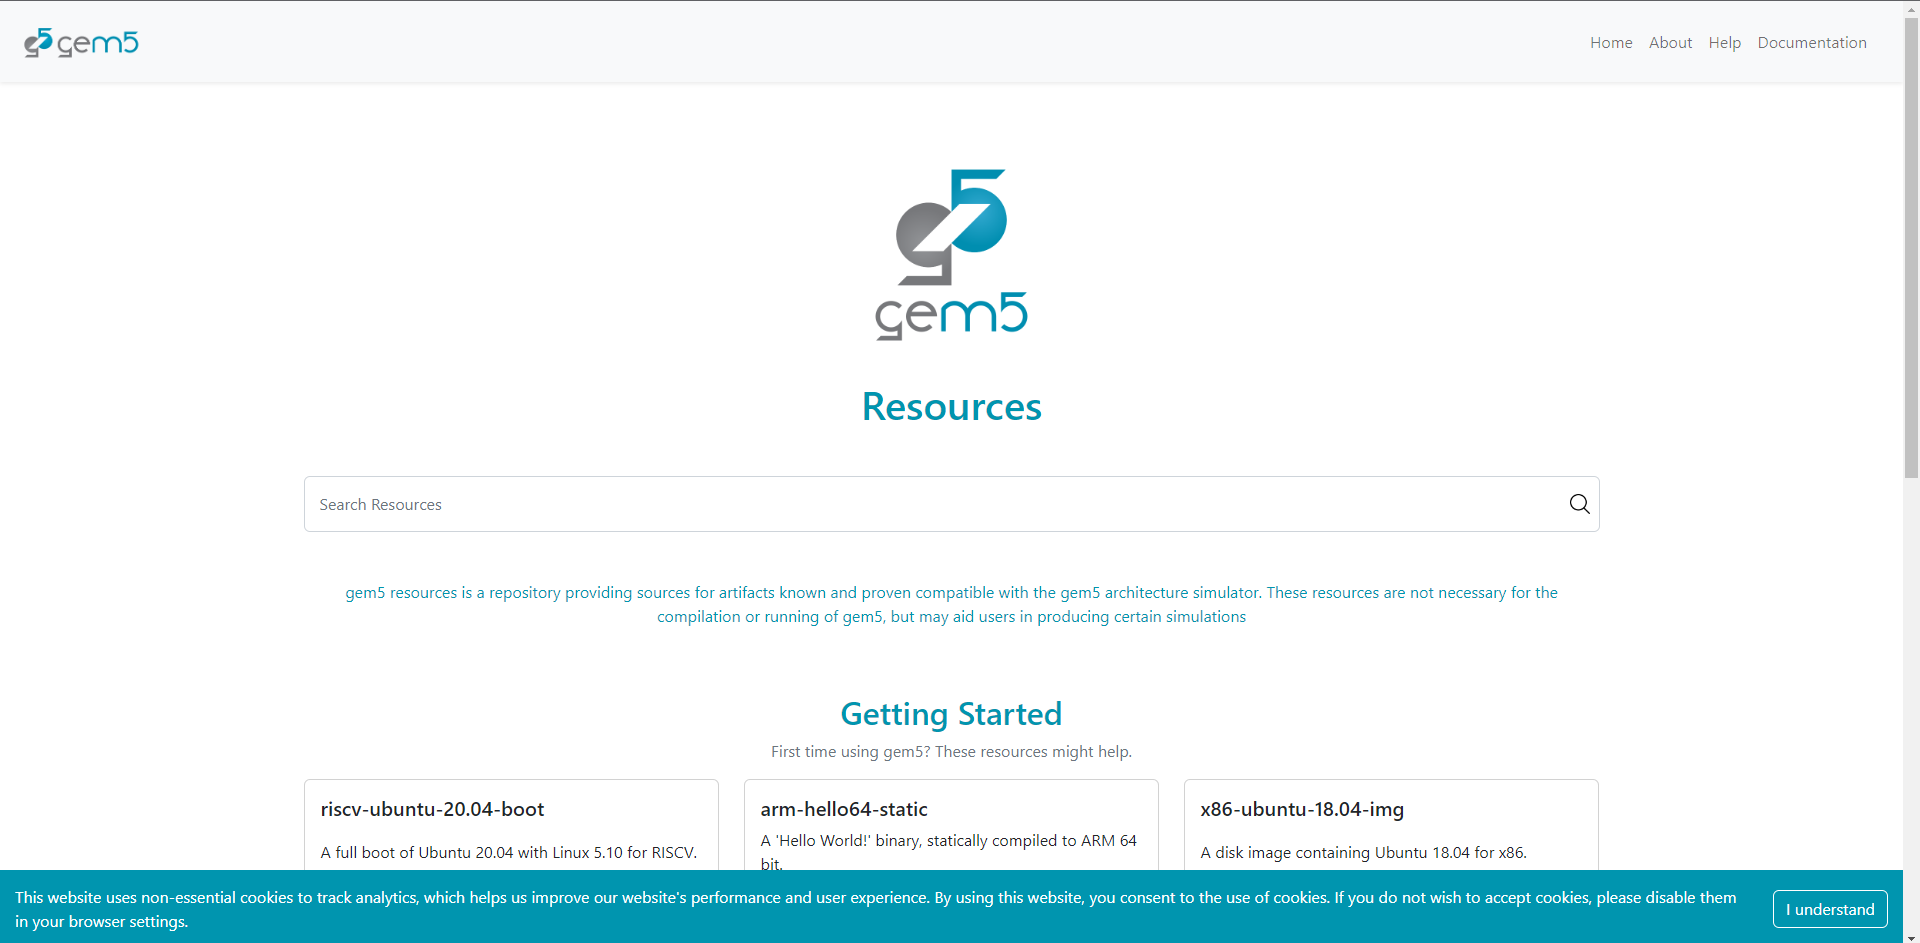 gem5
Home About Help Documentation
gem5
Resources
Search Resources
gem5 resources is a repository providing sources for artifacts known and proven compatible with the gem5 architecture simulator. These resources are not necessary for the
compilation or running of gem5, but may aid users in producing certain simulations
Getting Started
First time using gem5? These resources might help.
riscv-ubuntu-20.04-boot
A full boot of Ubuntu 20.04 with Linux 5.10 for RISCV.
arm-hello64-static
A 'Hello World!' binary, statically compiled to ARM 64
bit.
x86-ubuntu-18.04-img
A disk image containing Ubuntu 18.04 for x86.
This website uses non-essential cookies to track analytics, which helps us improve our website's performance and user experience. By using this website, you consent to the use of cookies. If you do not wish to accept cookies, please disable them
in your browser settings.
I understand